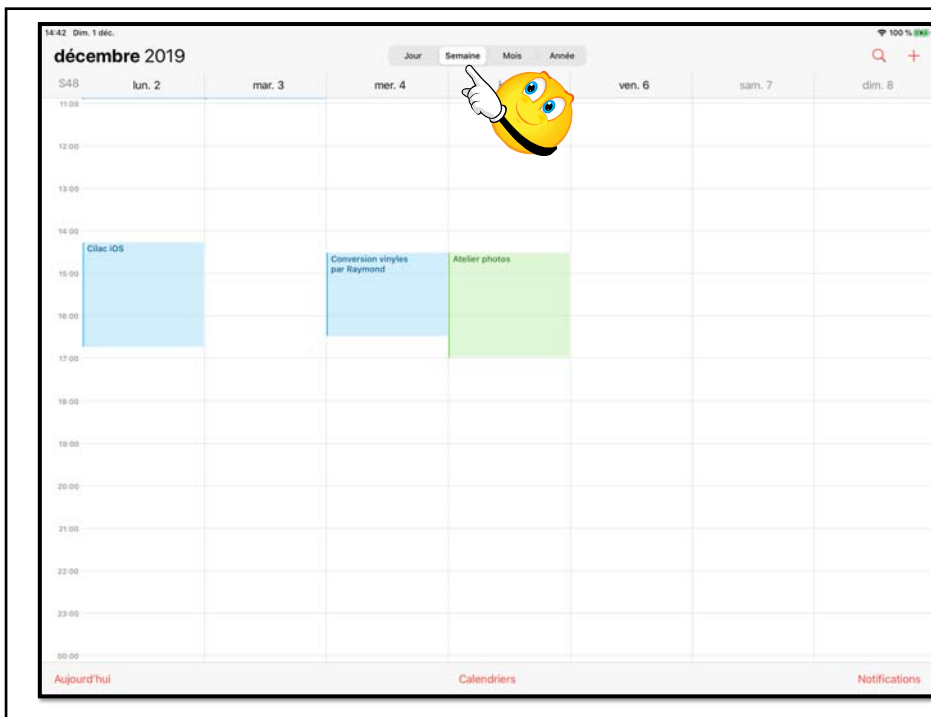 14:42 Dim. 1 déc.
100 %
décembre 2019
Jour Semaine Mois Année
S48 lun. 2 mar. 3 mer. 4 ven. 6 sam. 7 dim. 8
11:00
12:00
13:00
14:00
Cilac iOS
Conversion vinyles
par Raymond
Atelier photos
15:00
16:00
17:00
18:00
19:00
20:00
21:00
22:00
23:00
00:00
Aujourd'hui Calendriers Notifications